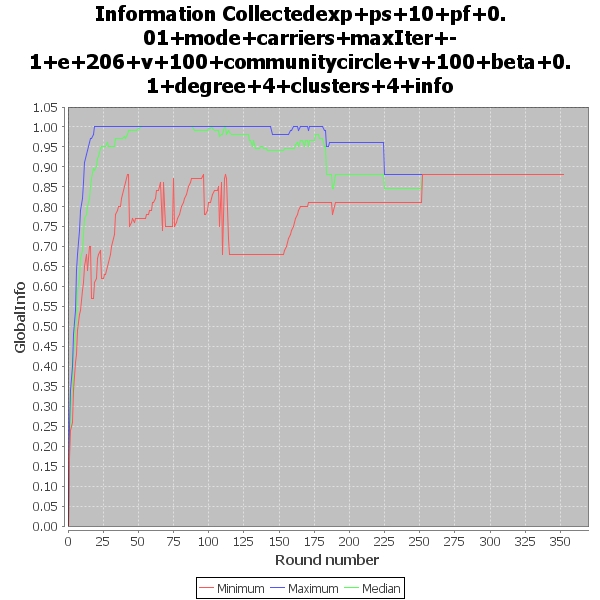 Information Collectedexp+ps+10+pf+0.
01+mode+carriers+maxIter+-
1+e+206+v+100+communitycircle+v+100+beta+0.
1+degree+4+clusters+4+info
1.05
1.00
0.95
0.90
0.85
0.80
0.75
0.70
0.65
0.60
0.55
0.50
0.45
0.40
0.35
0.30
0.25
0.20
0.15
0.10
0.05
0.00
GlobalInfo
0 25 50 75 100 125 150 175 200 225 250 275 300 325 350
Round number
Minimum Maximum Median